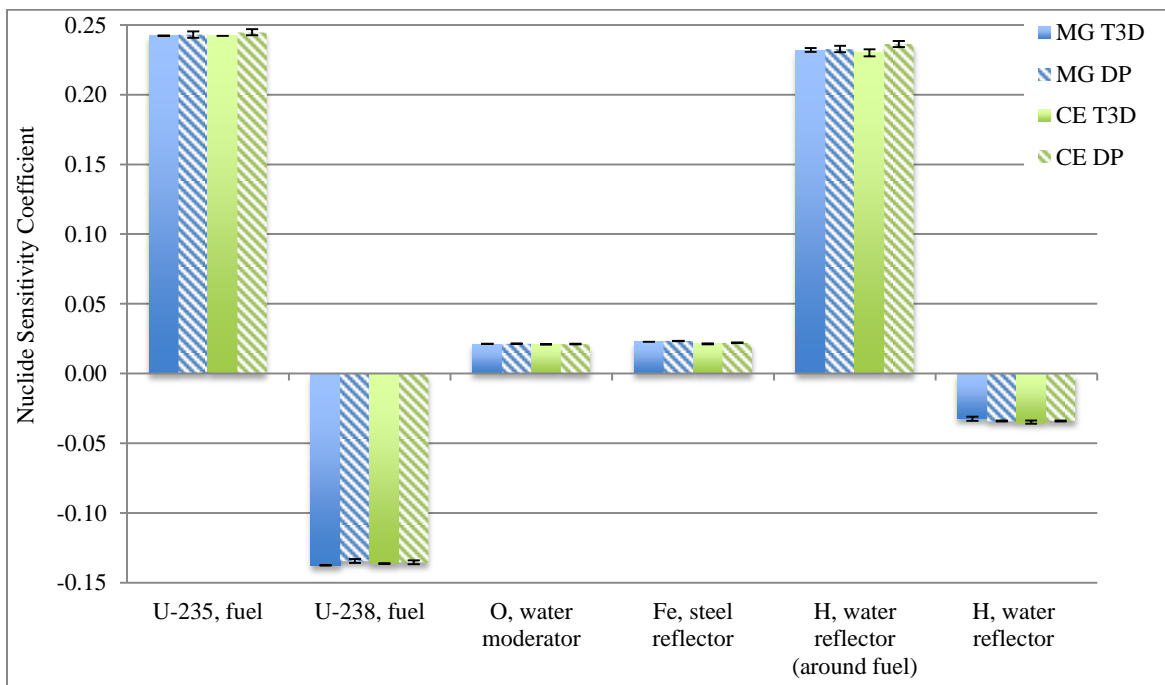 0.25
0.20
0.15
0.10
0.05
0.00
-0.05
-0.10
-0.15
Nuclide Sensitivity Coefficient
MG T3D
MG DP
CE T3D
CE DP
U-235, fuel
U-238, fuel
O, water
moderator
Fe, steel
reflector
H, water
reflector
(around fuel)
H, water
reflector